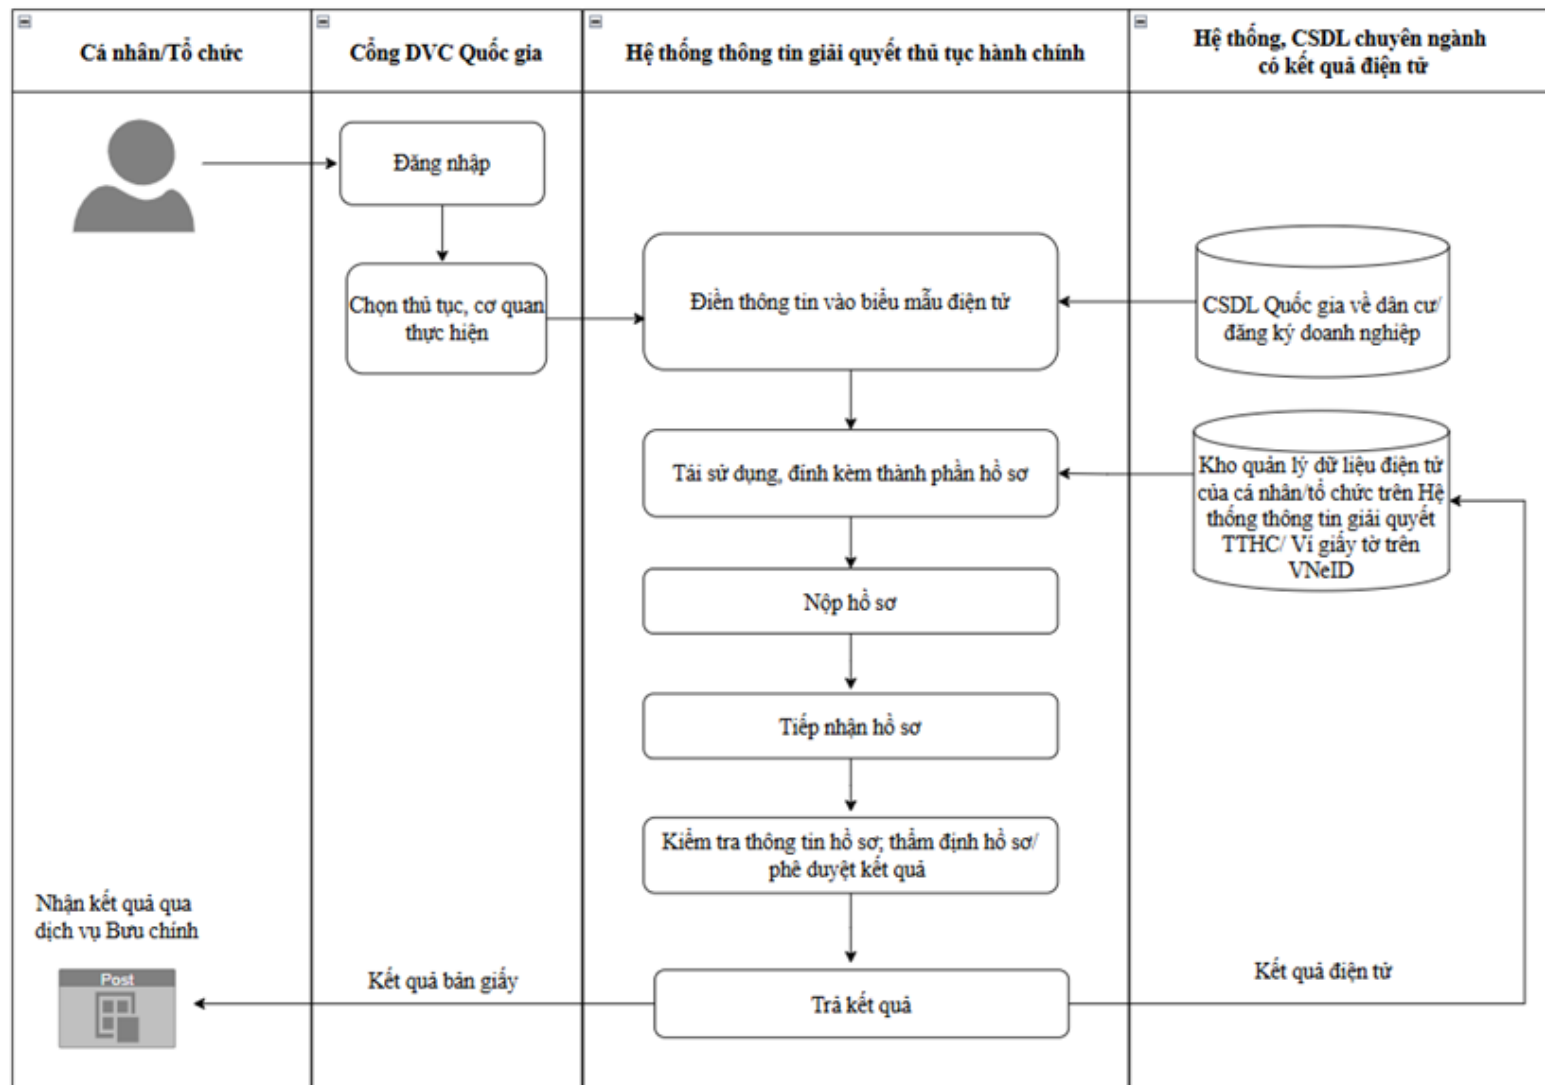 Cá nhân/Tổ chức
Cổng DVC Quốc gia
Hệ thống thông tin giải quyết thủ tục hành chính
Hệ thống, CSDL chuyên ngành
có kết quả điện tử
Đăng nhập
Chọn thủ tục, cơ quan
thực hiện
Điền thông tin vào biểu mẫu điện tử
CSDL Quốc gia về dân cư/
đăng ký doanh nghiệp
Tái sử dụng, đính kèm thành phần hồ sơ
Kho quản lý dữ liệu điện tử
của cá nhân/tổ chức trên Hệ
thống thông tin giải quyết
TTHC/ Ví giấy tờ trên
VNeID
Nộp hồ sơ
Tiếp nhận hồ sơ
Kiểm tra thông tin hồ sơ; thẩm định hồ sơ/
phê duyệt kết quả
Nhận kết quả qua
dịch vụ Bưu chính
Post
Kết quả bản giấy
Trả kết quả
Kết quả điện tử